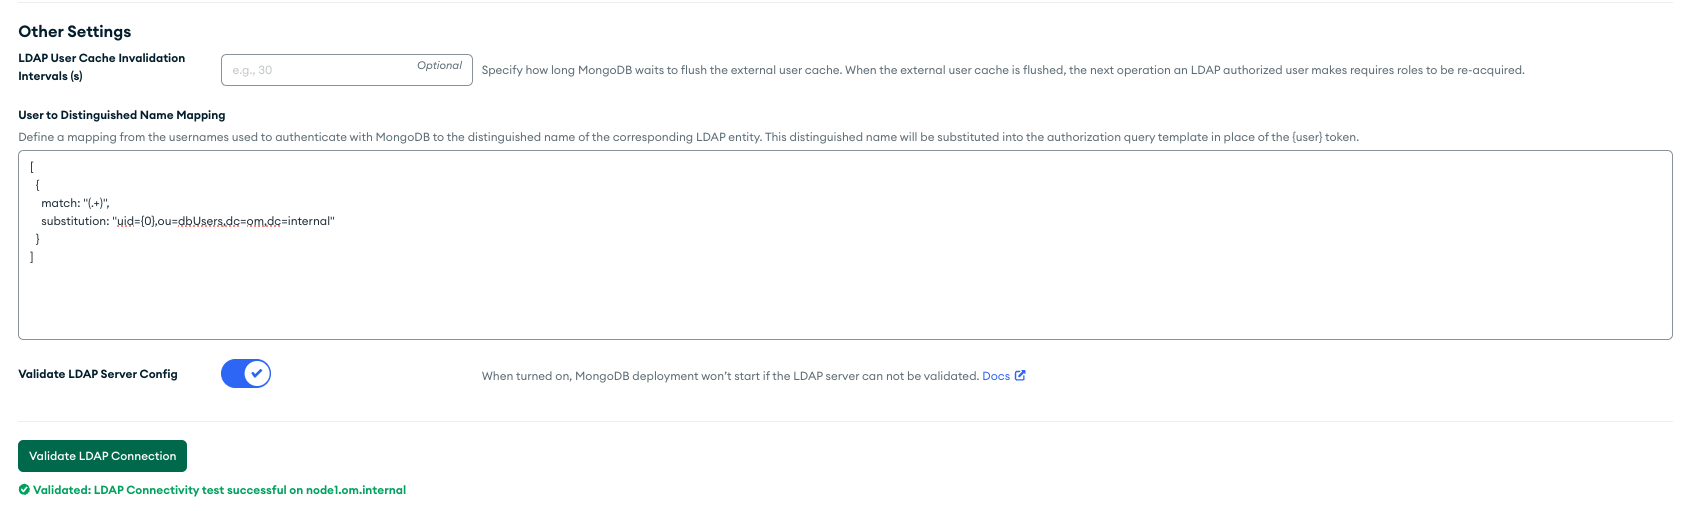 Other Settings
LDAP User Cache Invalidation
Intervals (s)
e.g., 30
Optional
Specify how long MongoDB waits to flush the external user cache. When the external user cache is flushed, the next operation an LDAP authorized user makes requires roles to be re-acquired.
User to Distinguished Name Mapping
Define a mapping from the usernames used to authenticate with MongoDB to the distinguished name of the corresponding LDAP entity. This distinguished name will be substituted into the authorization query template in place of the {user} token.
[
{
match: "(.+)",
substitution: "uid={0},ou=dbUsers,dc=om,dc=internal"
}
]
Validate LDAP Server Config
When turned on, MongoDB deployment won't start if the LDAP server can not be validated. Docs
Validate LDAP Connection
Validated: LDAP Connectivity test successful on node1.om.internal